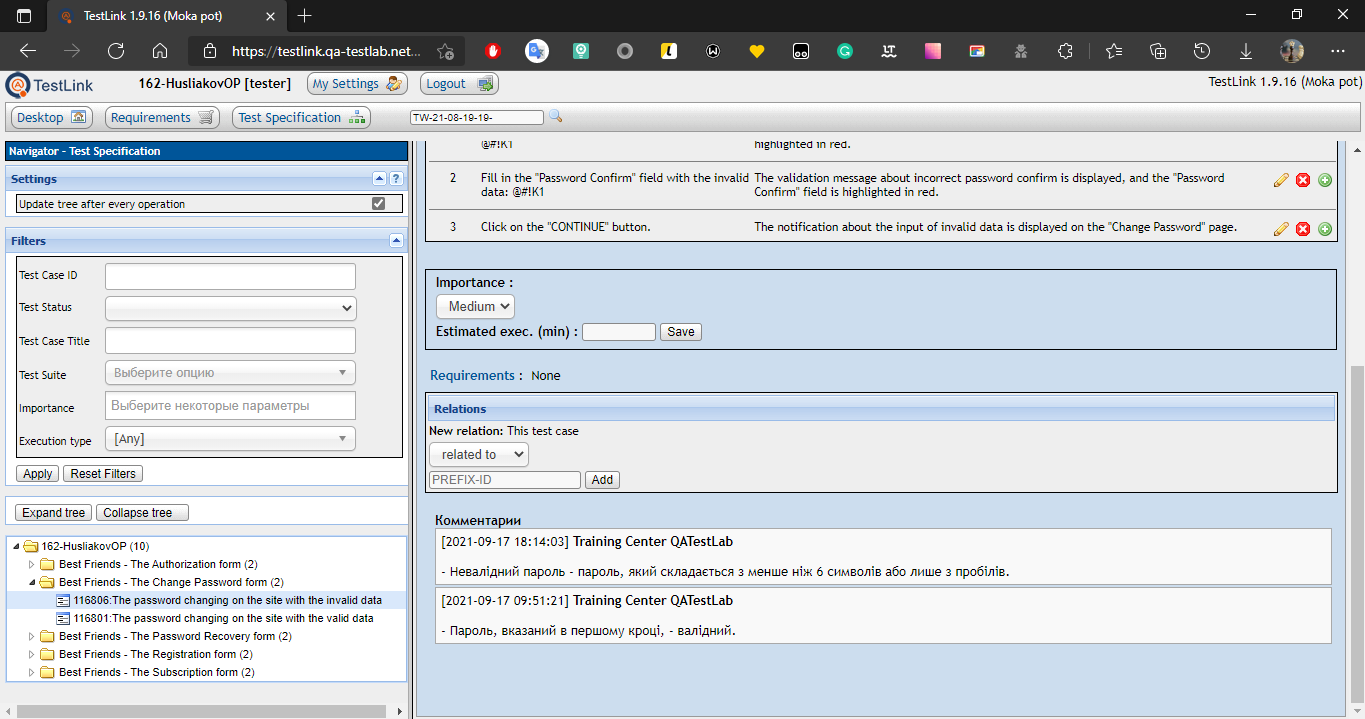 TestLink 1.9.16 (Moka pot)
https://testlink.qa-testlab.net...
TestLink
162-HusliakovOP [tester]
My Settings
Logout
TestLink 1.9.16 (Moka pot)
Desktop
Requirements
Test Specification
TW-21-08-19-19-
Navigator - Test Specification
Settings
?
Update tree after every operation
Filters
Test Case ID
Test Status
Test Case Title
Test Suite
Выберите опцию
Importance
Выберите некоторые параметры
Execution type
[Any]
Apply
Reset Filters
Expand tree
Collapse tree
162-HusliakovOP (10)
Best Friends - The Authorization form (2)
Best Friends - The Change Password form (2)
116806:The password changing on the site with the invalid data
116801:The password changing on the site with the valid data
Best Friends - The Password Recovery form (2)
Best Friends - The Registration form (2)
Best Friends - The Subscription form (2)
@#!K1
highlighted in red.
2
Fill in the "Password Confirm" field with the invalid
data: @#!K1
The validation message about incorrect password confirm is displayed, and the "Password
Confirm" field is highlighted in red.
3
Click on the "CONTINUE" button.
The notification about the input of invalid data is displayed on the "Change Password" page.
Importance :
Medium
Estimated exec. (min) :
Save
Requirements : None
Relations
New relation: This test case
related to
PREFIX-ID
Add
Комментарии
[2021-09-17 18:14:03] Training Center QATestLab
- Невалідний пароль - пароль, який складається з менше ніж 6 символів або лише з пробілів.
[2021-09-17 09:51:21] Training Center QATestLab
- Пароль, вказаний в першому кроці, - валідний.